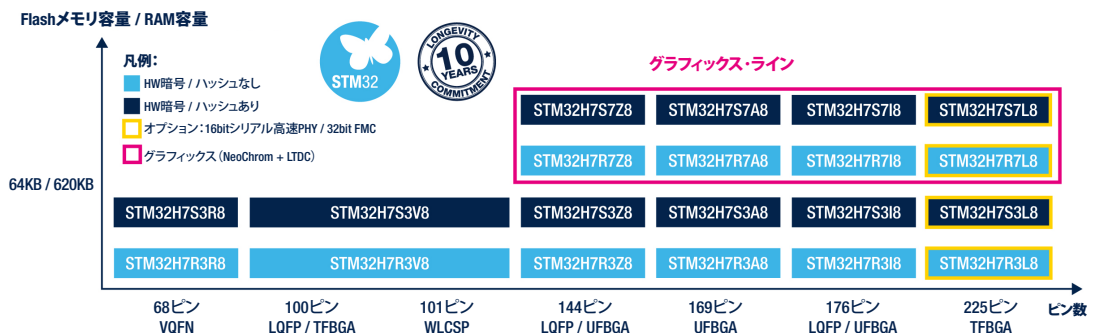 Flashメモリ容量 / RAM容量
凡例:
HW暗号 / ハッシュなし
HW暗号 / ハッシュあり
オプション:16bitシリアル高速PHY / 32bit FMC
グラフィックス(NeoChrom + LTDC)
STM32
LONGEVITY
10
YEARS
COMMITMENT
グラフィックス・ライン
STM32H7S7Z8 STM32H7S7A8 STM32H7S7I8 STM32H7S7L8
STM32H7R7Z8 STM32H7R7A8 STM32H7R7I8 STM32H7R7L8
64KB / 620KB
STM32H7S3R8 STM32H7S3V8 STM32H7S3Z8 STM32H7S3A8 STM32H7S3I8 STM32H7S3L8
STM32H7R3R8 STM32H7R3V8 STM32H7R3Z8 STM32H7R3A8 STM32H7R3I8 STM32H7R3L8
68ピン 100ピン 101ピン 144ピン 169ピン 176ピン 225ピン ピン数
VQFN LQFP / TFBGA WLCSP LQFP / UFBGA UFBGA LQFP / UFBGA TFBGA